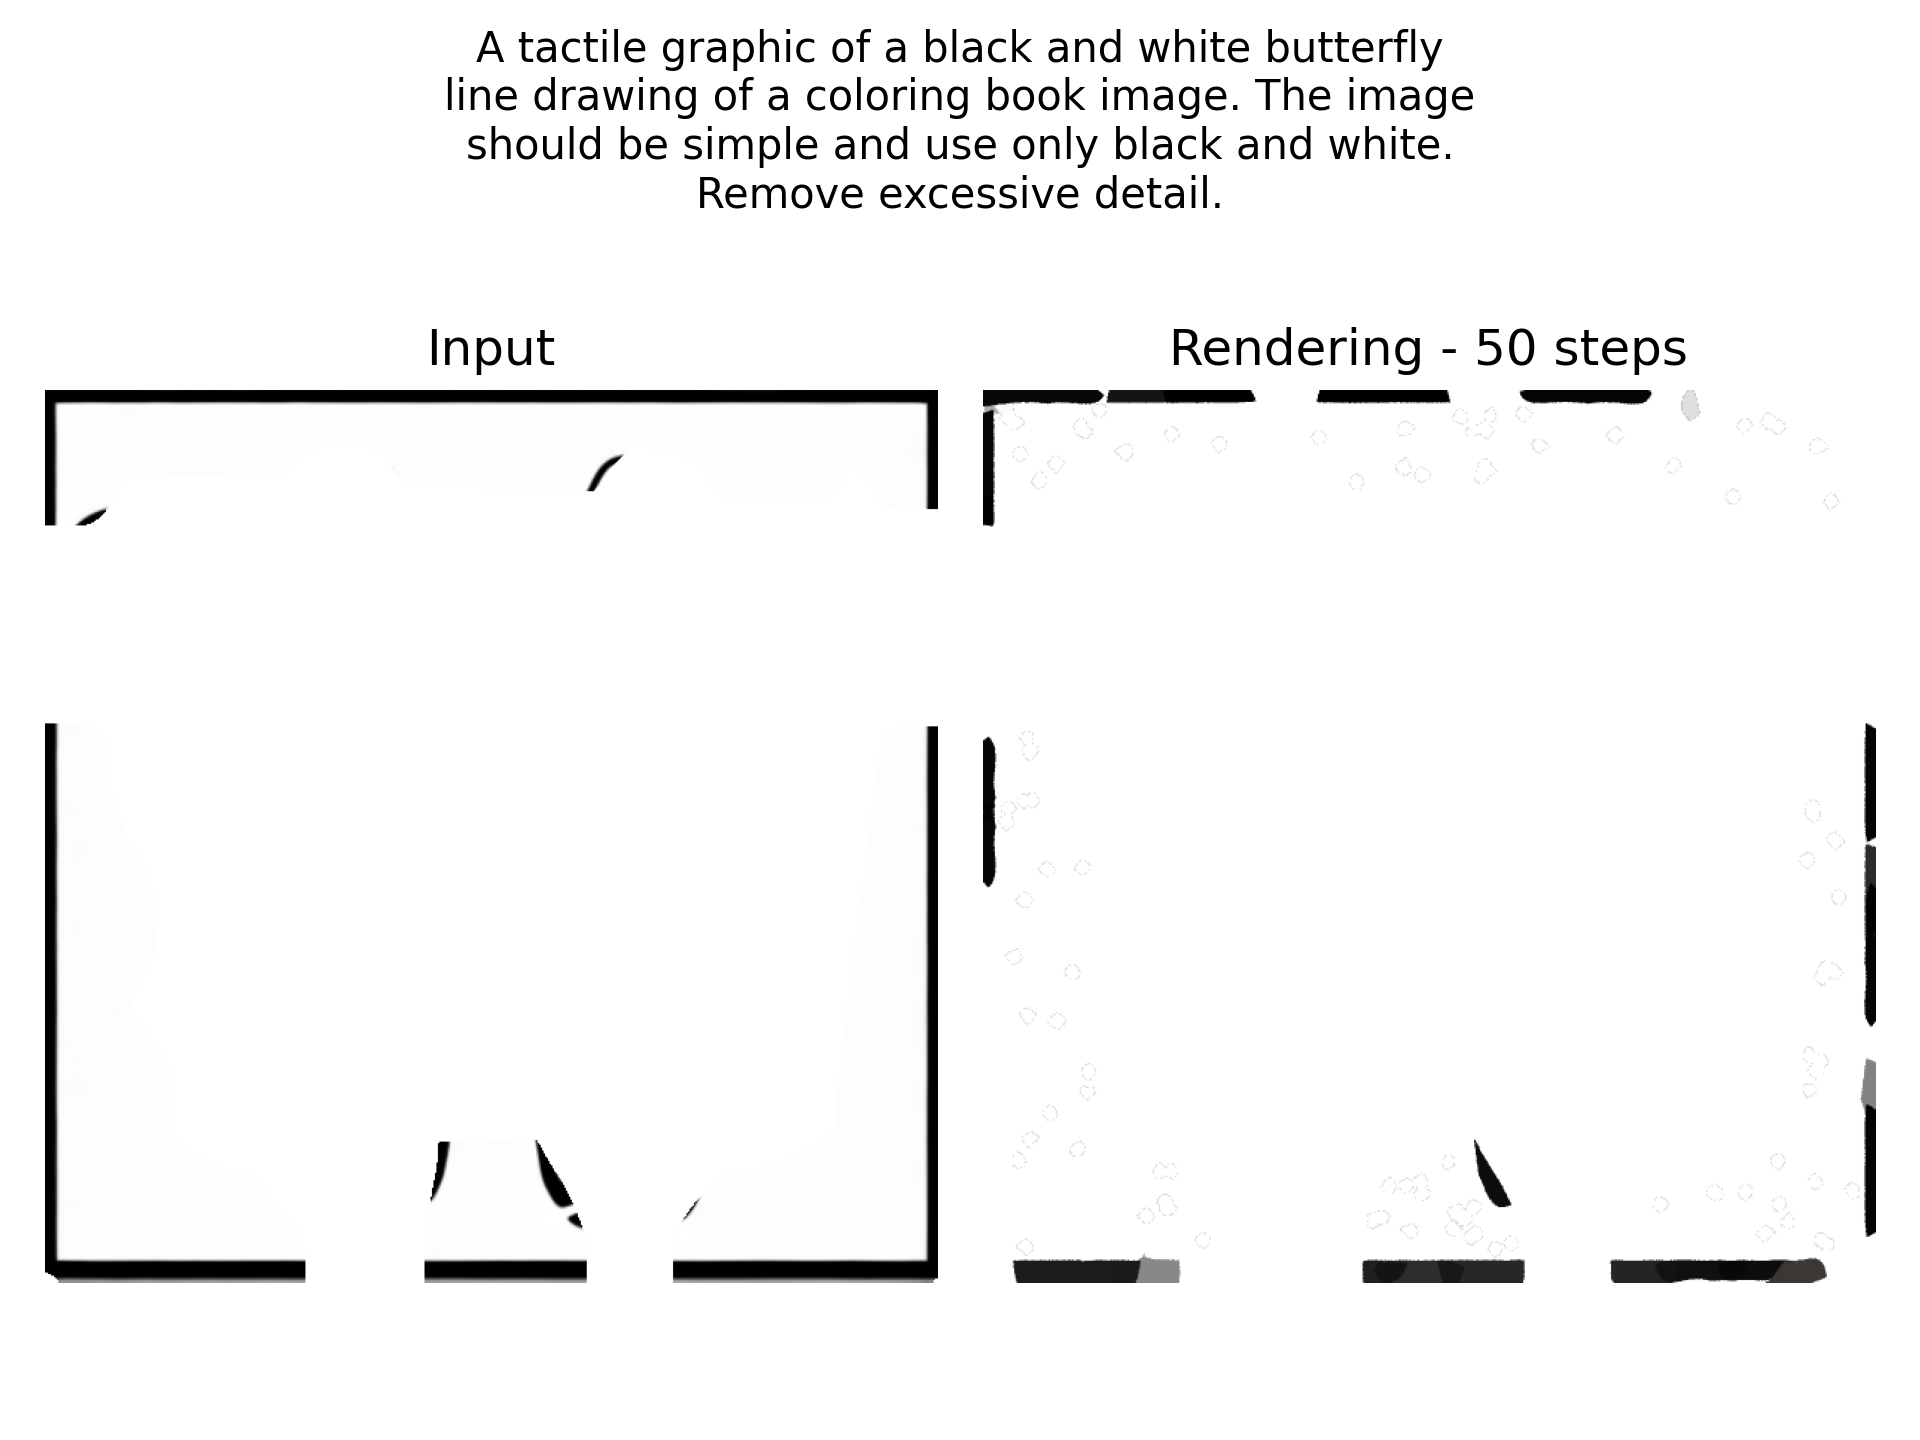 A tactile graphic of a black and white butterfly
line drawing of a coloring book image. The image
should be simple and use only black and white.
Remove excessive detail.
Input
Rendering - 50 steps